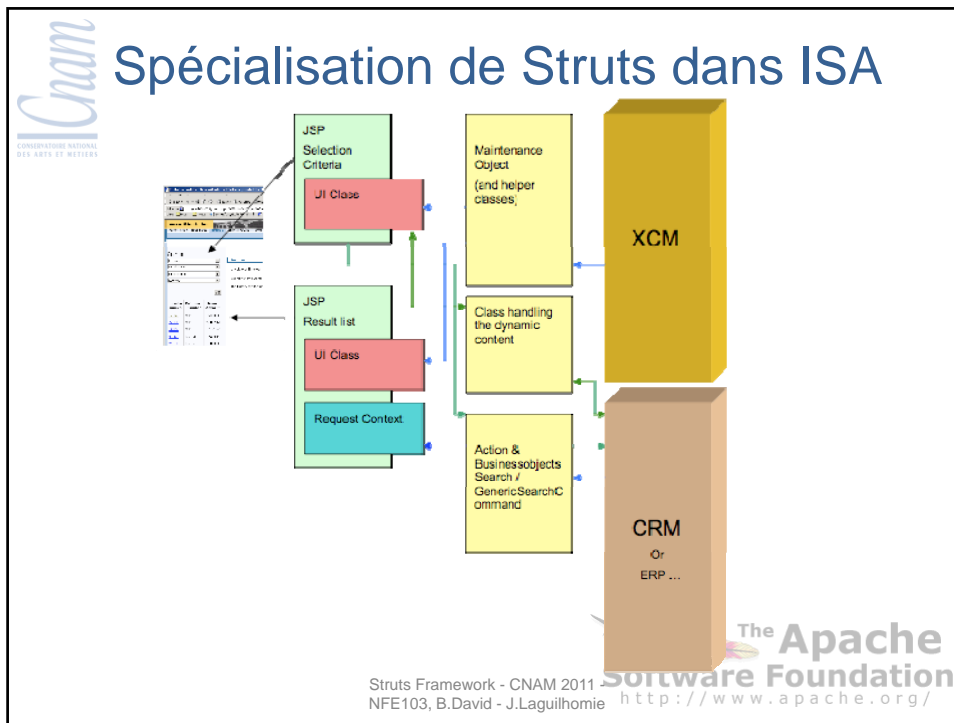 Cnam
CONSERVATOIRE NATIONAL
DES ARTS ET METIERS
Spécialisation de Struts dans ISA
JSP
Selection
Criteria
UI Class
JSP
Result list
UI Class
Request Context
Maintenance
Object
(and helper
classes)
Class handling
the dynamic
content
Action &
Businessobjects
Search /
GenericSearchC
ommand
XCM
CRM
Or
ERP ...
The Apache
Software Foundation
http://www.apache.org/
Struts Framework - CNAM 2011 -
NFE103, B.David - J.Laguilhomie